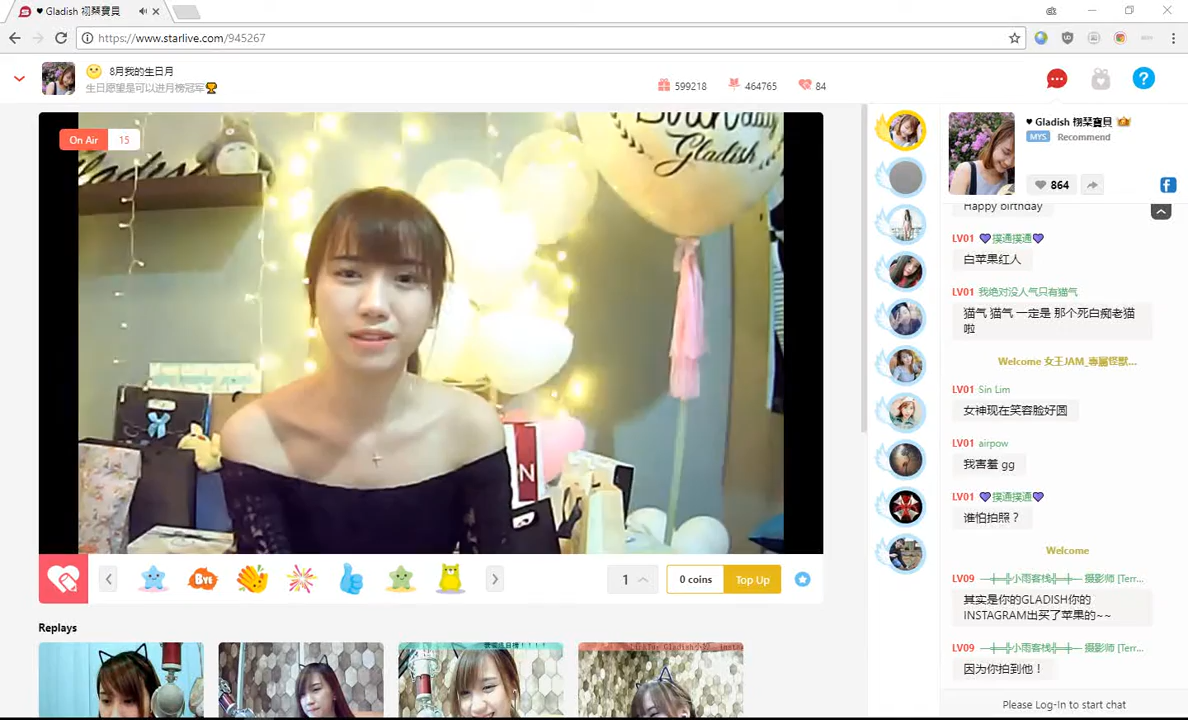 ♥ Gladish 栩榮寶貝
https://www.starlive.com/945267
8月我的生日月
生日愿望是可以进月榜冠军🏆
599218
464765
84
On Air
15
Gladish
♥ Gladish 栩榮寶貝
MYS
Recommend
864
Happy birthday
LV01 💜撲通撲通💜
白苹果红人
LV01 我绝对没人气只有猫气
猫气 猫气 一定是 那个死白痴老猫
啦
Welcome 女王JAM_專屬怪獸...
LV01 Sin Lim
女神现在笑容脸好圆
LV01 airpow
我害羞 gg
LV01 💜撲通撲通💜
谁怕拍照？
Welcome
LV09 ─╋═╬小雨客栈╬═╋─ 摄影师 [Terr...
其实是你的GLADISH你的
INSTAGRAM出买了苹果的~~
LV09 ─╋═╬小雨客栈╬═╋─ 摄影师 [Terr...
因为你拍到他！
Please Log-In to start chat
BYE
1
0 coins
Top Up
Replays